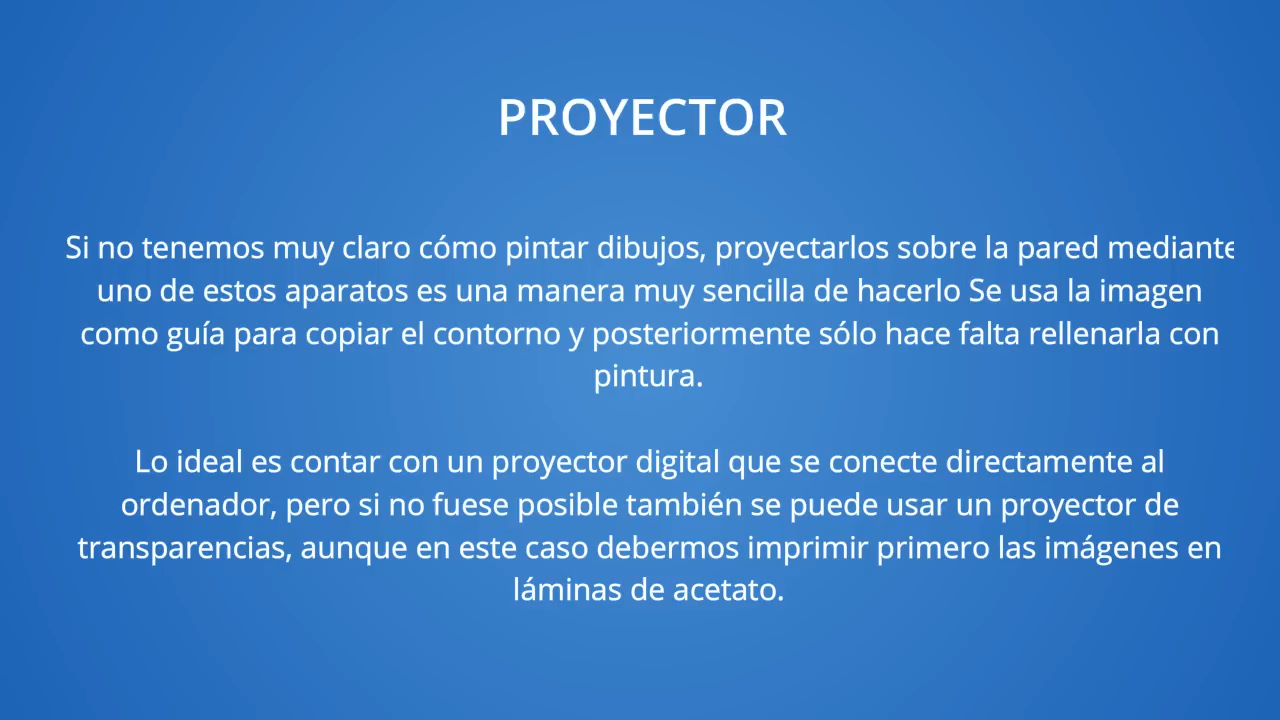 PROYECTOR
Si no tenemos muy claro cómo pintar dibujos, proyectarlos sobre la pared mediante
uno de estos aparatos es una manera muy sencilla de hacerlo Se usa la imagen
como guía para copiar el contorno y posteriormente sólo hace falta rellenarla con
pintura.
Lo ideal es contar con un proyector digital que se conecte directamente al
ordenador, pero si no fuese posible también se puede usar un proyector de
transparencias, aunque en este caso debermos imprimir primero las imágenes en
láminas de acetato.